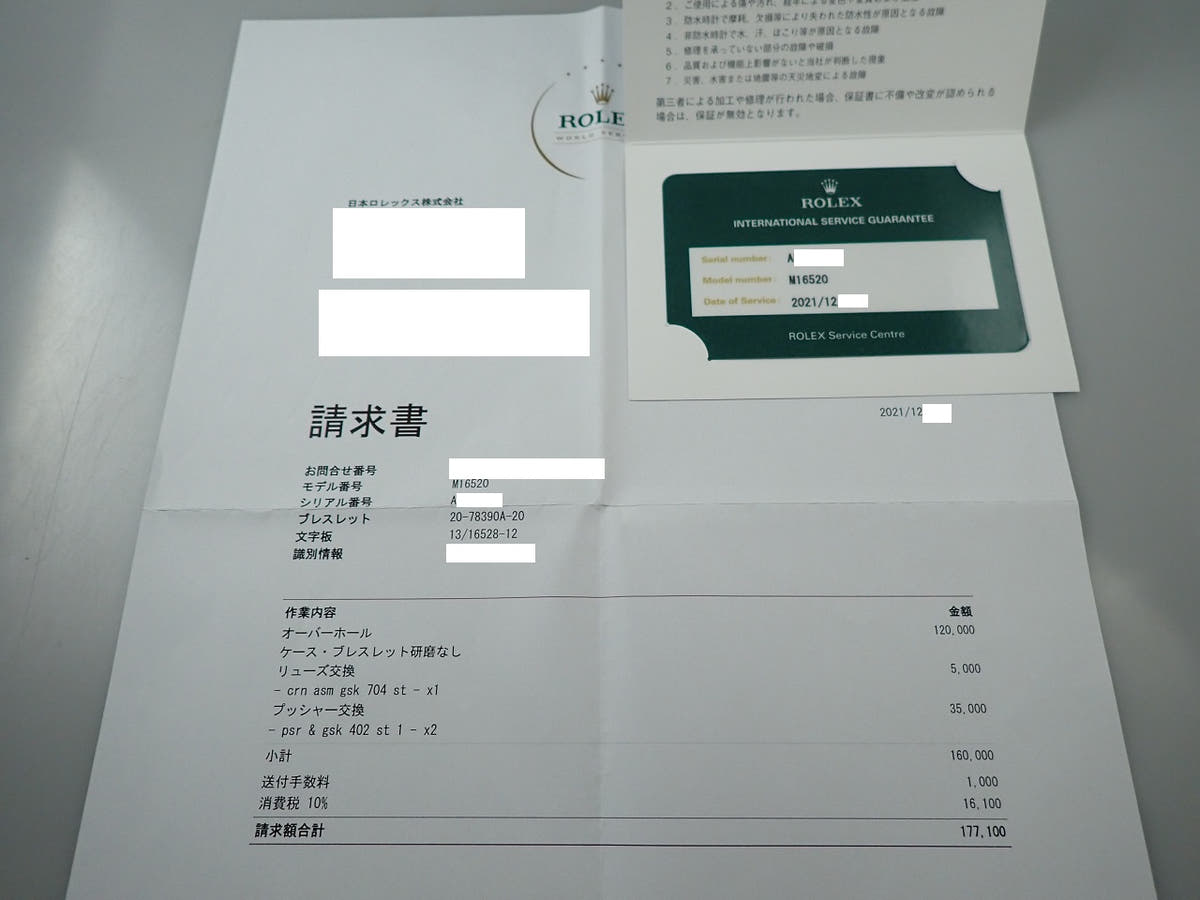 2. ご使用による傷や汚れ、経年による変色や変質
3. 防水時計で摩耗、欠損等により失われた防水性が原因となる故障
4. 非防水時計で水、汗、ほこり等が原因となる故障
5. 修理を承っていない部分の故障や破損
6. 品質および機能上影響がないと当社が判断した現象
7. 災害、水害または地震等の天災地変による故障
第三者による加工や修理が行われた場合、保証書に不備や改変が認められる
場合は、保証が無効となります。
ROLE
WORLD SER
日本ロレックス株式会社
ROLEX
INTERNATIONAL SERVICE GUARANTEE
Serial number: A
Model number: M16520
Date of Service: 2021/12
ROLEX Service Centre
2021/12
請求書
お問合せ番号
モデル番号 M16520
シリアル番号 A
ブレスレット 20-78390A-20
文字板 13/16528-12
識別情報
作業内容 金額
オーバーホール 120,000
ケース・ブレスレット研磨なし
リューズ交換 5,000
- crn asm gsk 704 st - x1
プッシャー交換 35,000
- psr & gsk 402 st 1 - x2
小計 160,000
送付手数料 1,000
消費税 10% 16,100
請求額合計 177,100